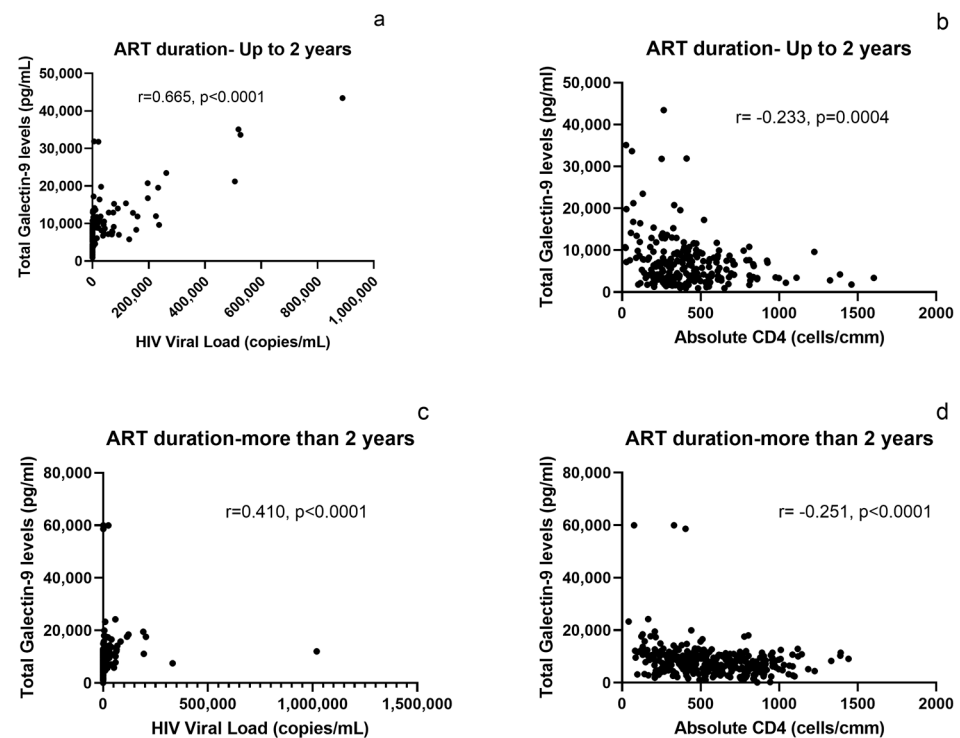 a
ART duration- Up to 2 years
Total Galectin-9 levels (pg/mL)
50,000
40,000
30,000
20,000
10,000
0
r=0.665, p<0.0001
0
200,000
400,000
600,000
800,000
1,000,000
HIV Viral Load (copies/mL)
b
ART duration- Up to 2 years
Total Galectin-9 levels (pg/ml)
50,000
40,000
30,000
20,000
10,000
0
r= -0.233, p=0.0004
0 500 1000 1500 2000
Absolute CD4 (cells/cmm)
c
ART duration-more than 2 years
Total Galectin-9 levels (pg/ml)
80,000
60,000
40,000
20,000
0
r=0.410, p<0.0001
0 500,000 1,000,000 1,500,000
HIV Viral Load (copies/mL)
d
ART duration-more than 2 years
Total Galectin-9 levels (pg/ml)
80,000
60,000
40,000
20,000
0
r= -0.251, p<0.0001
0 500 1000 1500 2000
Absolute CD4 (cells/cmm)